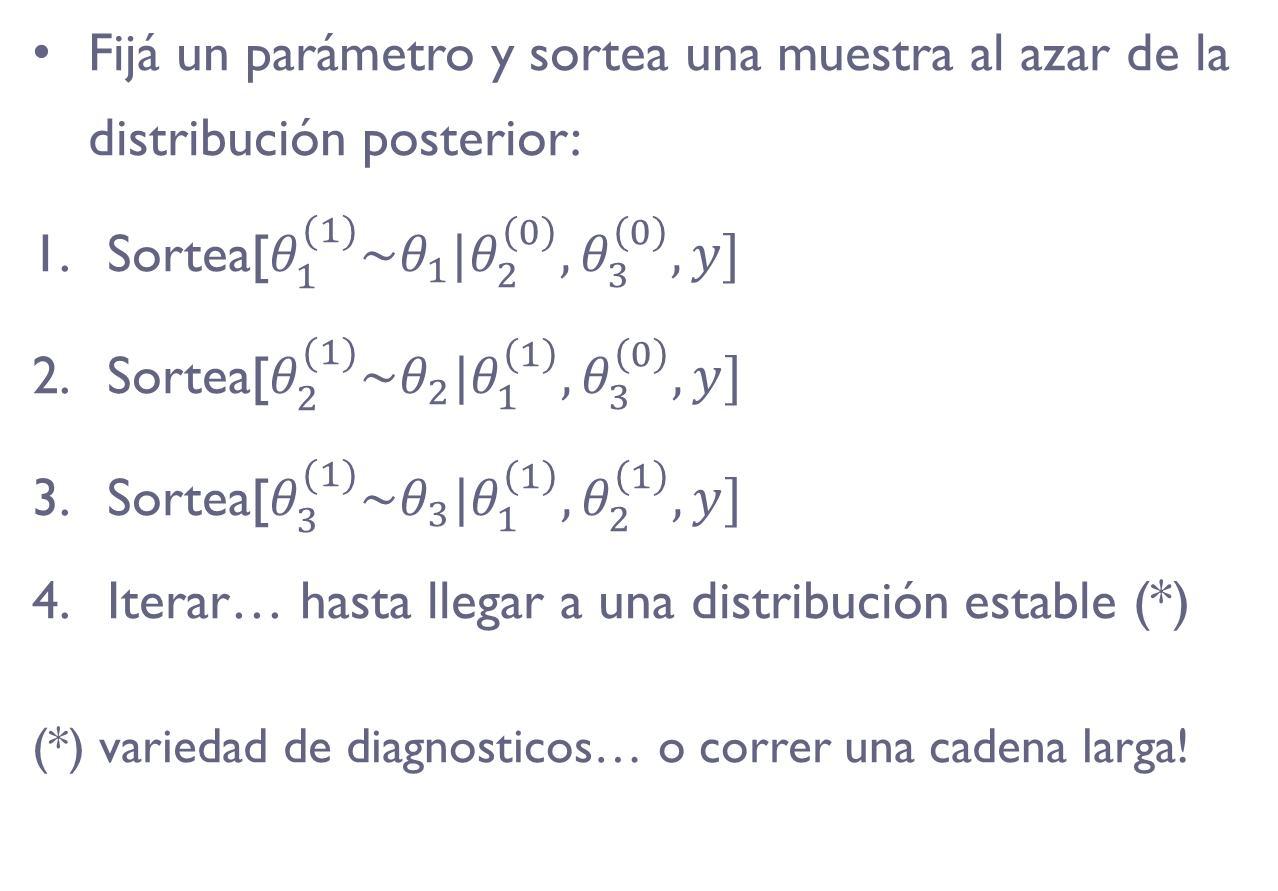 • Fijá un parámetro y sortea una muestra al azar de la
distribución posterior:
1. Sortea[𝜃₁⁽¹⁾~𝜃₁|𝜃₂⁽⁰⁾, 𝜃₃⁽⁰⁾, 𝑦]
2. Sortea[𝜃₂⁽¹⁾~𝜃₂|𝜃₁⁽¹⁾, 𝜃₃⁽⁰⁾, 𝑦]
3. Sortea[𝜃₃⁽¹⁾~𝜃₃|𝜃₁⁽¹⁾, 𝜃₂⁽¹⁾, 𝑦]
4. Iterar… hasta llegar a una distribución estable (*)
(*) variedad de diagnosticos… o correr una cadena larga!